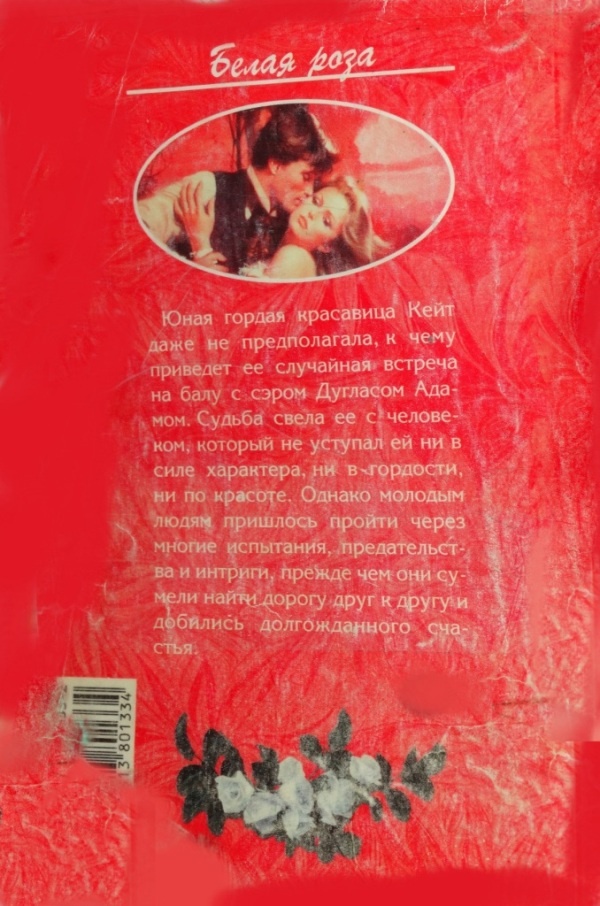 Белая роза
Юная гордая красавица Кейт
даже не предполагала, к чему
приведет ее случайная встреча
на балу с сэром Дугласом Ада-
мом. Судьба свела ее с челове-
ком, который не уступал ей ни в
силе характера, ни в гордости,
ни по красоте. Однако молодым
людям пришлось пройти через
многие испытания, предательст-
ва и интриги, прежде чем они су-
мели найти дорогу друг к другу и
добились долгожданного сча-
стья.
13 801334